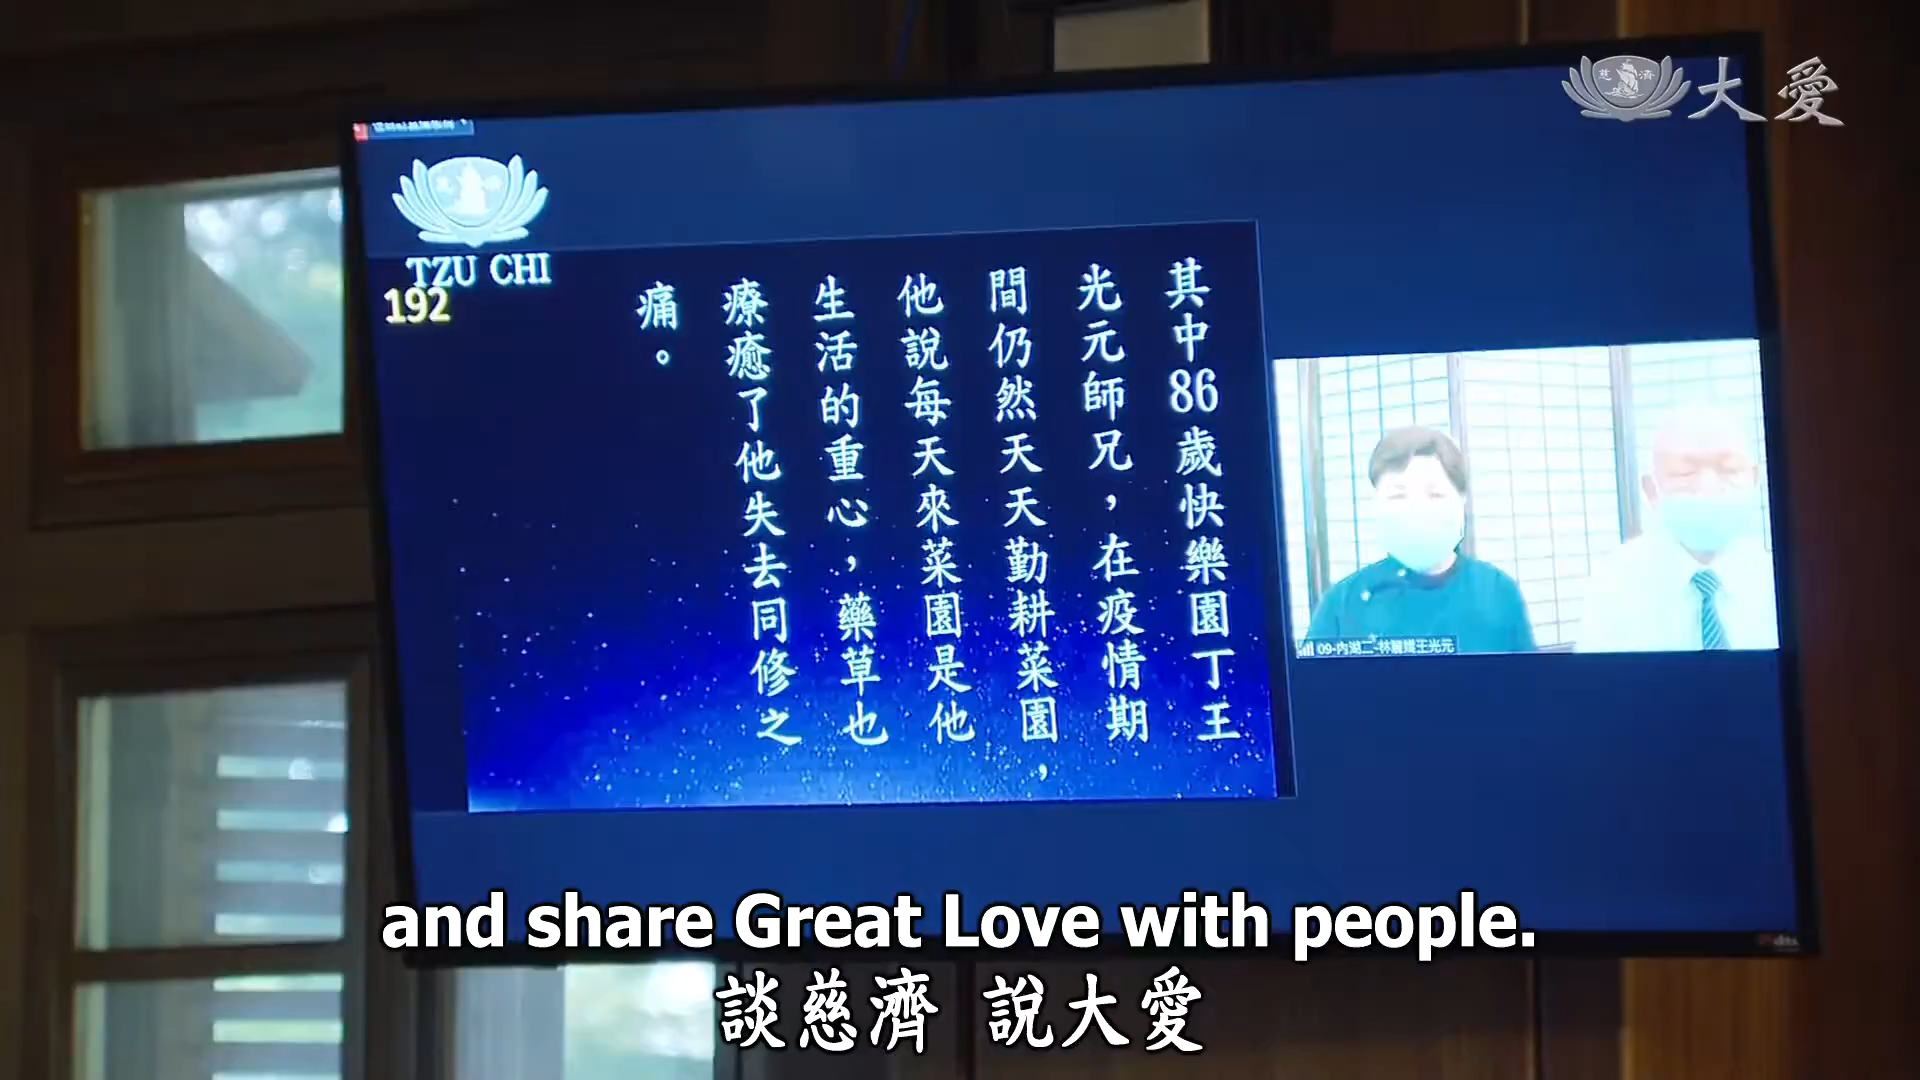 大愛
慈濟
TZU CHI
192
其中86歲快樂園丁王
光元師兄，在疫情期
間仍然天天勤耕菜園，
他說每天來菜園是他
生活的重心，藥草也
療癒了他失去同修之
痛。
and share Great Love with people.
談慈濟 說大愛